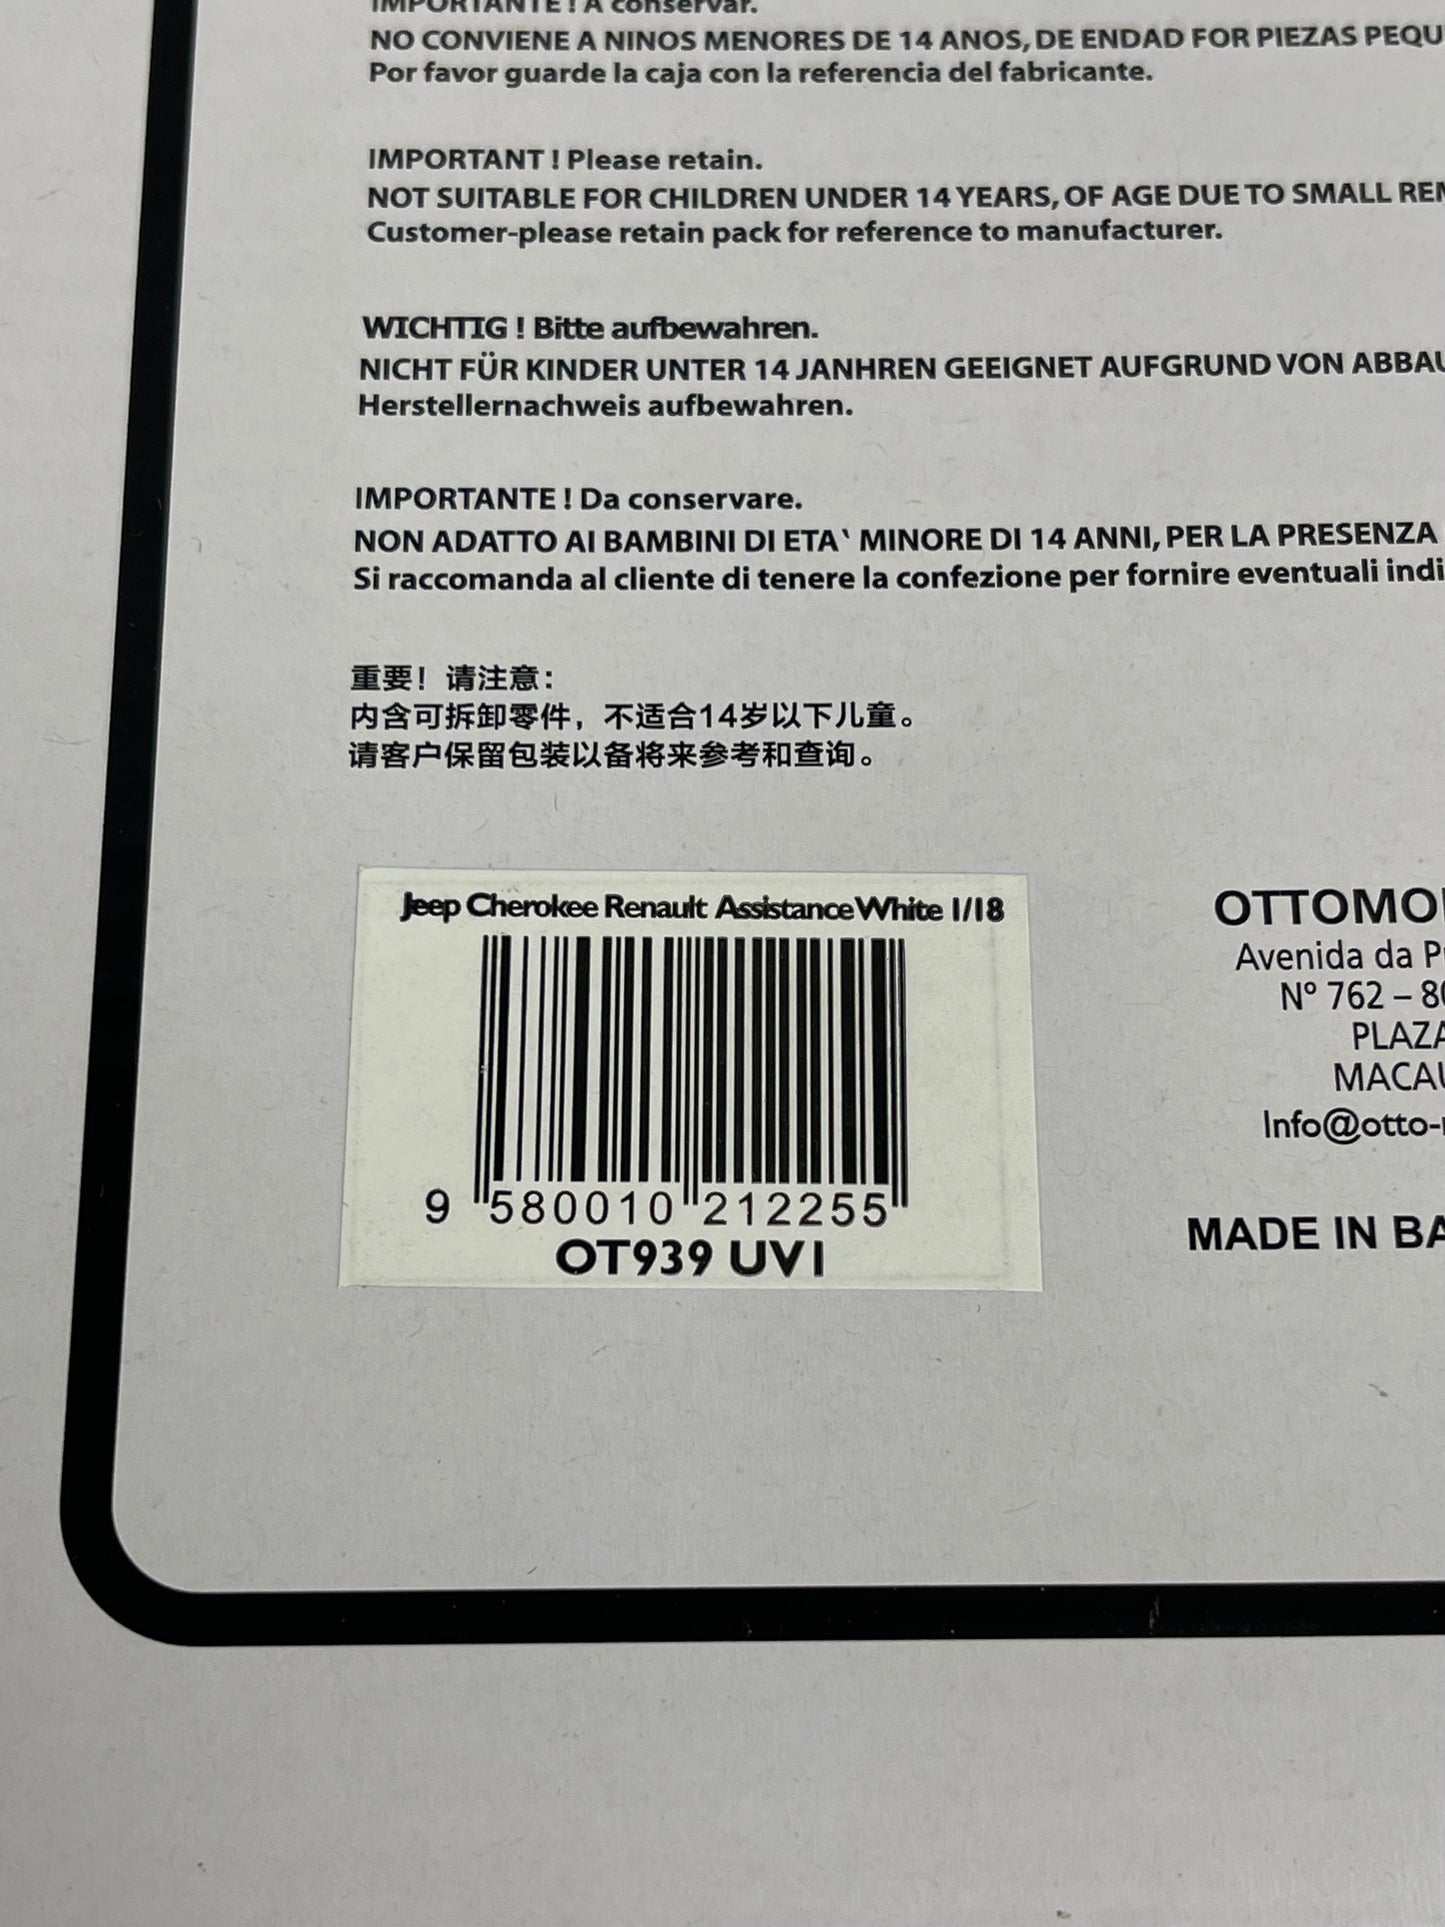 IMPORTANTE ! A conservar.
NO CONVIENE A NINOS MENORES DE 14 ANOS, DE ENDAD FOR PIEZAS PEQU
Por favor guarde la caja con la referencia del fabricante.
IMPORTANT ! Please retain.
NOT SUITABLE FOR CHILDREN UNDER 14 YEARS, OF AGE DUE TO SMALL REM
Customer-please retain pack for reference to manufacturer.
WICHTIG ! Bitte aufbewahren.
NICHT FÜR KINDER UNTER 14 JANHREN GEEIGNET AUFGRUND VON ABBAU
Herstellernachweis aufbewahren.
IMPORTANTE ! Da conservare.
NON ADATTO AI BAMBINI DI ETA‵ MINORE DI 14 ANNI, PER LA PRESENZA
Si raccomanda al cliente di tenere la confezione per fornire eventuali indi
重要！请注意：
内含可拆卸零件，不适合14岁以下儿童。
请客户保留包装以备将来参考和查询。
Jeep Cherokee Renault Assistance White 1/18
9 580010 212255
OT939 UV1
OTTOMO
Avenida da P
Nº 762 – 80
PLAZA
MACAU
Info@otto-
MADE IN BA